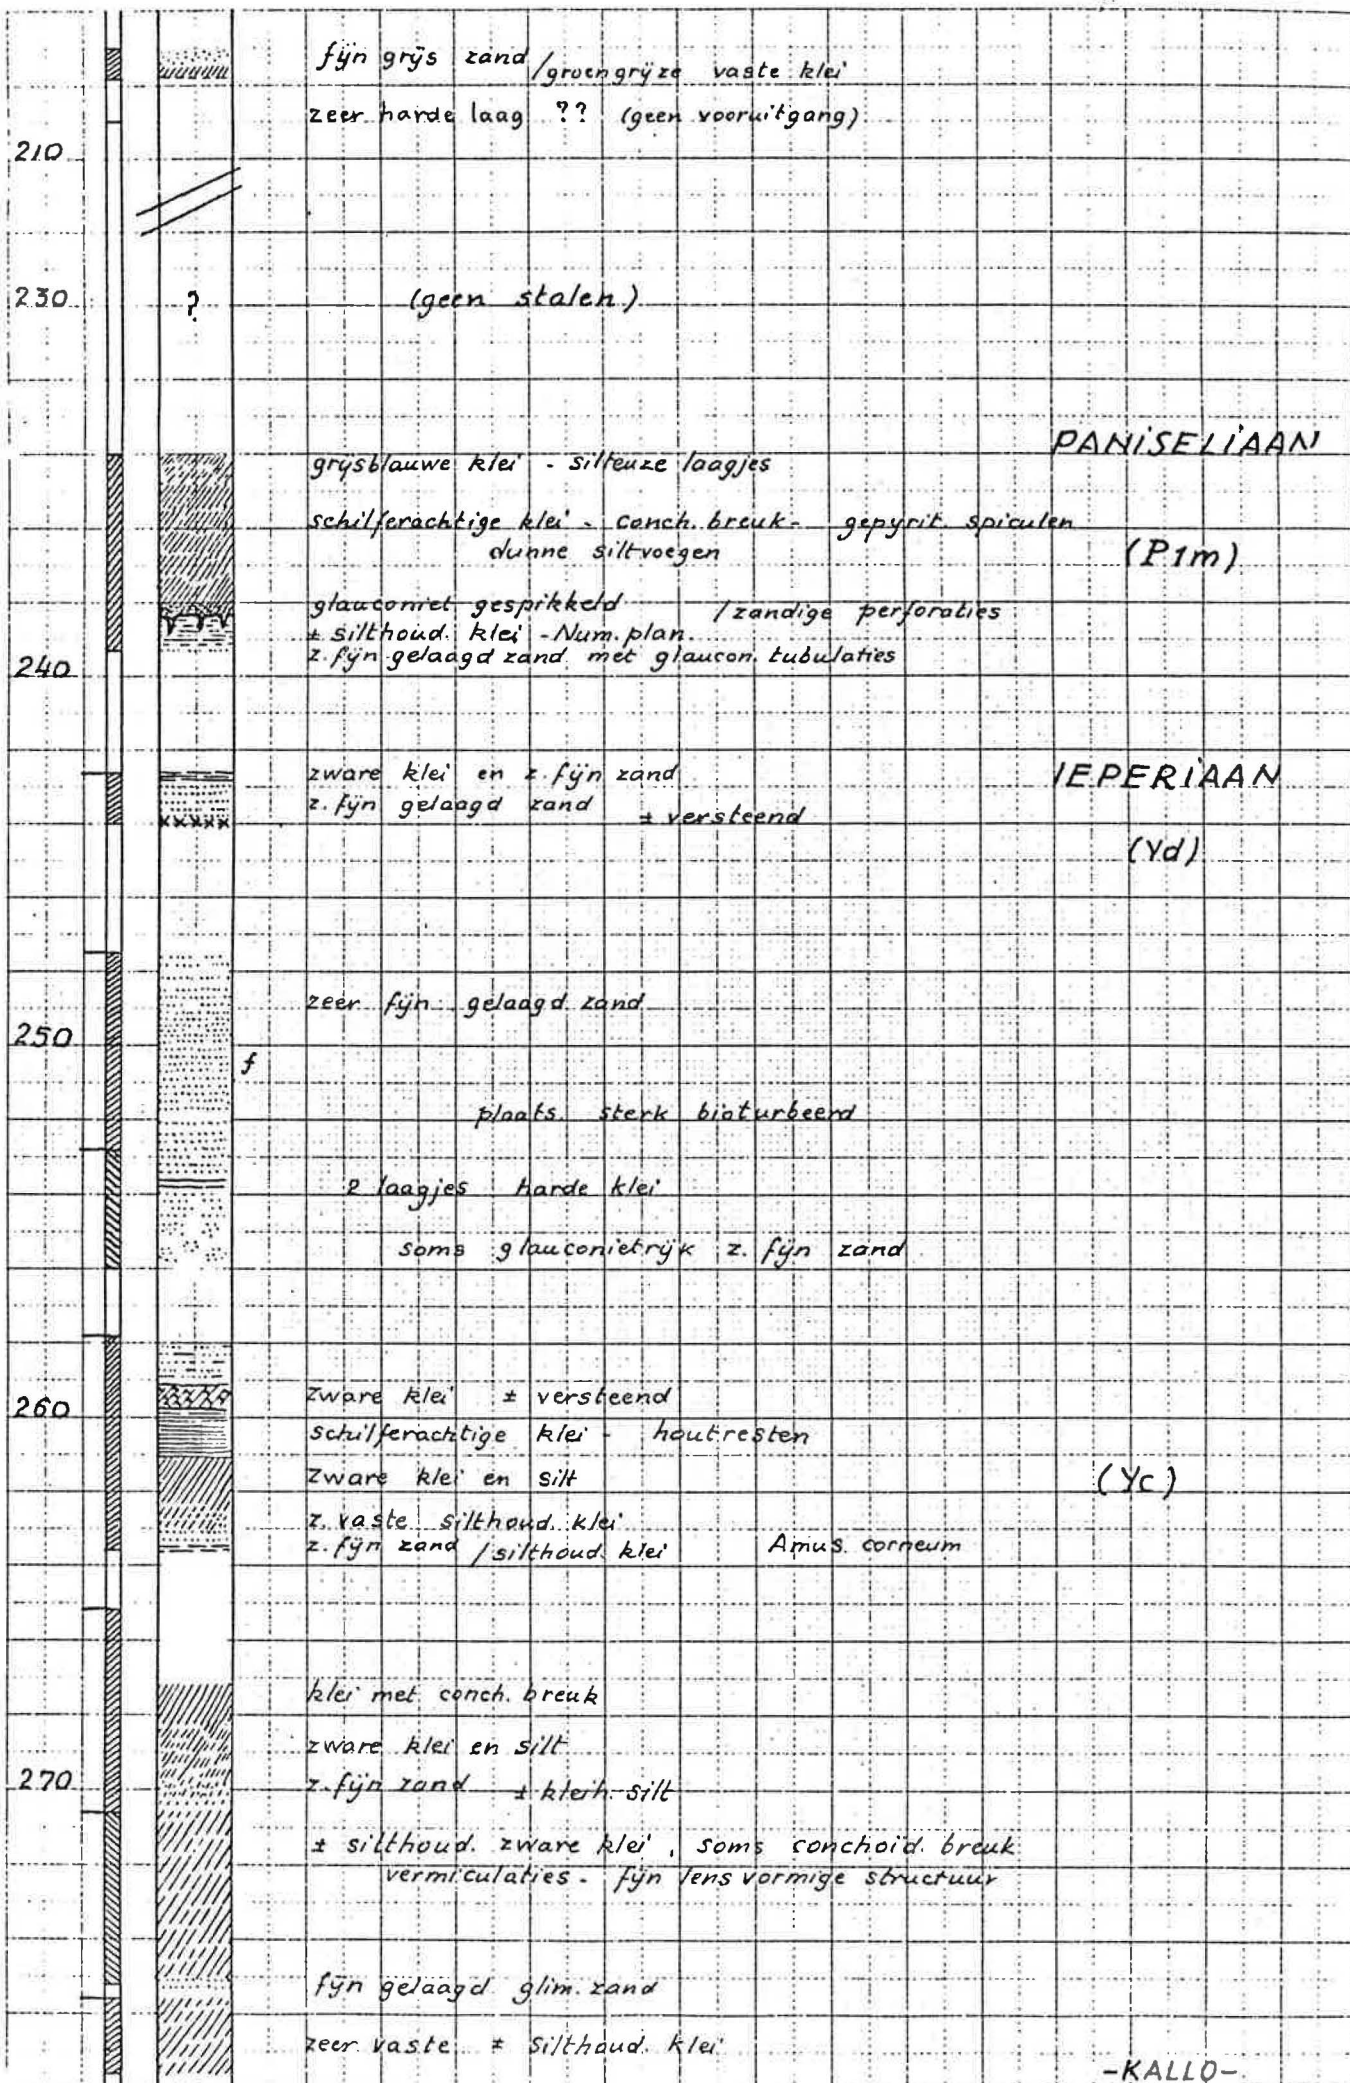 fijn grijs zand / groengrijze vaste klei
zeer harde laag ?? (geen vooruitgang)
210
230
?
(geen stalen)
PANiSELiAAN
grijsblauwe klei - silteuze laagjes
schilferachtige klei - conch. breuk - gepyrit. spiculen
dunne siltvoegen
(P1m)
glauconiet gespikkeld / zandige perforaties
± silthoud. klei - Num. plan.
z. fijn gelaagd zand met glaucon. tubulaties
240
zware klei en z. fijn zand
IEPERiAAN
z. fijn gelaagd zand ± versteend
(Yd)
zeer fijn gelaagd zand
250
f
plaats. sterk bioturbeerd
2 laagjes harde klei
soms glauconietrijk z. fijn zand
zware klei ± versteend
260
schilferachtige klei - houtresten
zware klei en silt
(Yc)
z. vaste silthoud. klei
z. fijn zand / silthoud. klei Amus. corneum
klei met conch. breuk
zware klei en silt
270
z. fijn zand ± kleih. silt
± silthoud. zware klei, soms conchoid. breuk
vermiculaties - fijn lensvormige structuur
fijn gelaagd glim. zand
zeer vaste ± silthoud. klei
-KALLO-